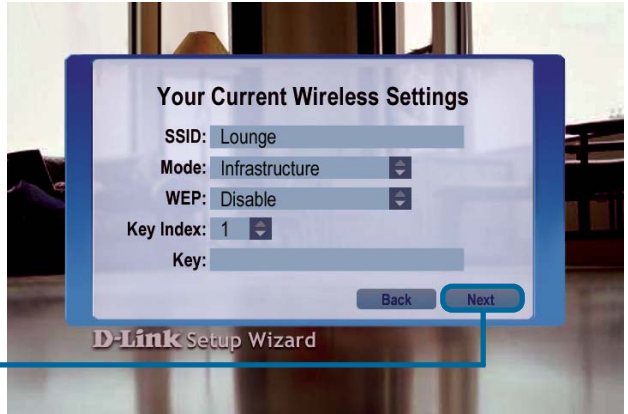 Your Current Wireless Settings
SSID: Lounge
Mode: Infrastructure
WEP: Disable
Key Index: 1
Key:
Back Next
D-Link Setup Wizard